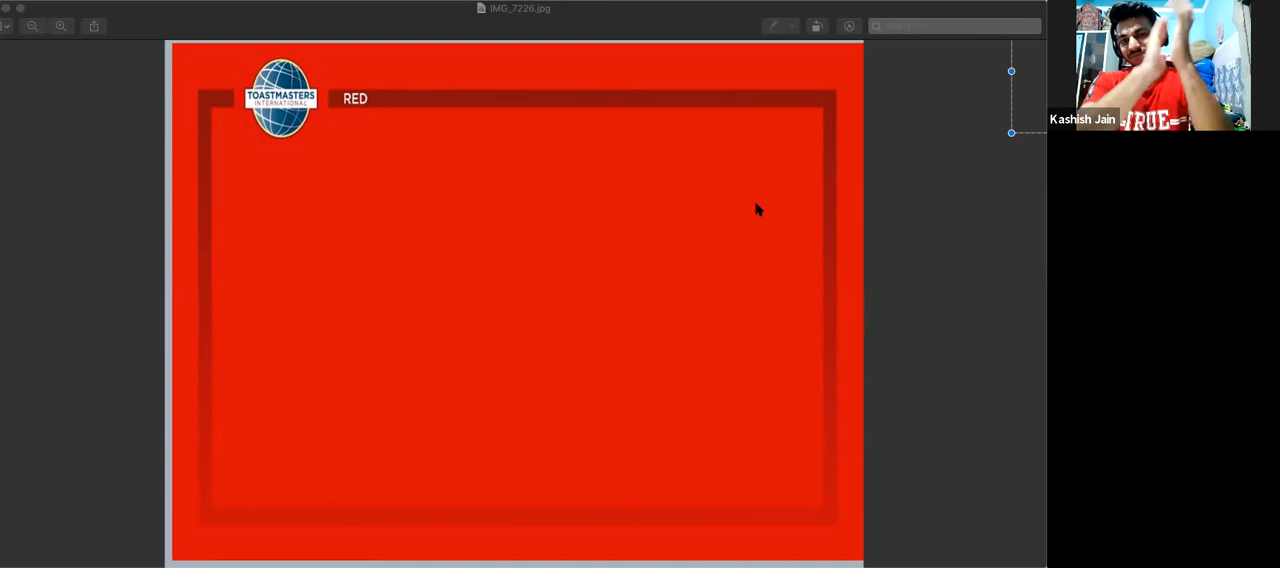 IMG_7226.jpg
TOASTMASTERS
INTERNATIONAL
RED
Kashish Jain
TRUE